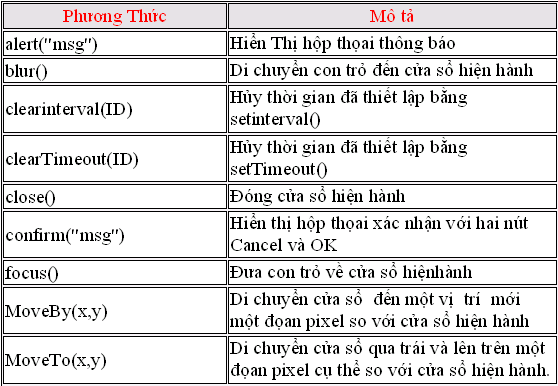 Phương Thức Mô tả
alert("msg") Hiển Thị hộp thọai thông báo
blur() Di chuyển con trỏ đến cửa sổ hiện hành
clearinterval(ID) Hủy thời gian đã thiết lập bằng
setinterval()
clearTimeout(ID) Hủy thời gian đã thiết lập bằng
setTimeout()
close() Đóng cửa sổ hiện hành
confirm("msg") Hiển thị hộp thọai xác nhận với hai nút
Cancel và OK
focus() Đưa con trỏ về cửa sổ hiệnhành
MoveBy(x,y) Di chuyển cửa sổ đến một vị trí mới
một đọan pixel so với cửa sổ hiện hành
MoveTo(x,y) Di chuyển cửa sổ qua trái và lên trên một
đọan pixel cụ thể so với cửa sổ hiện hành.